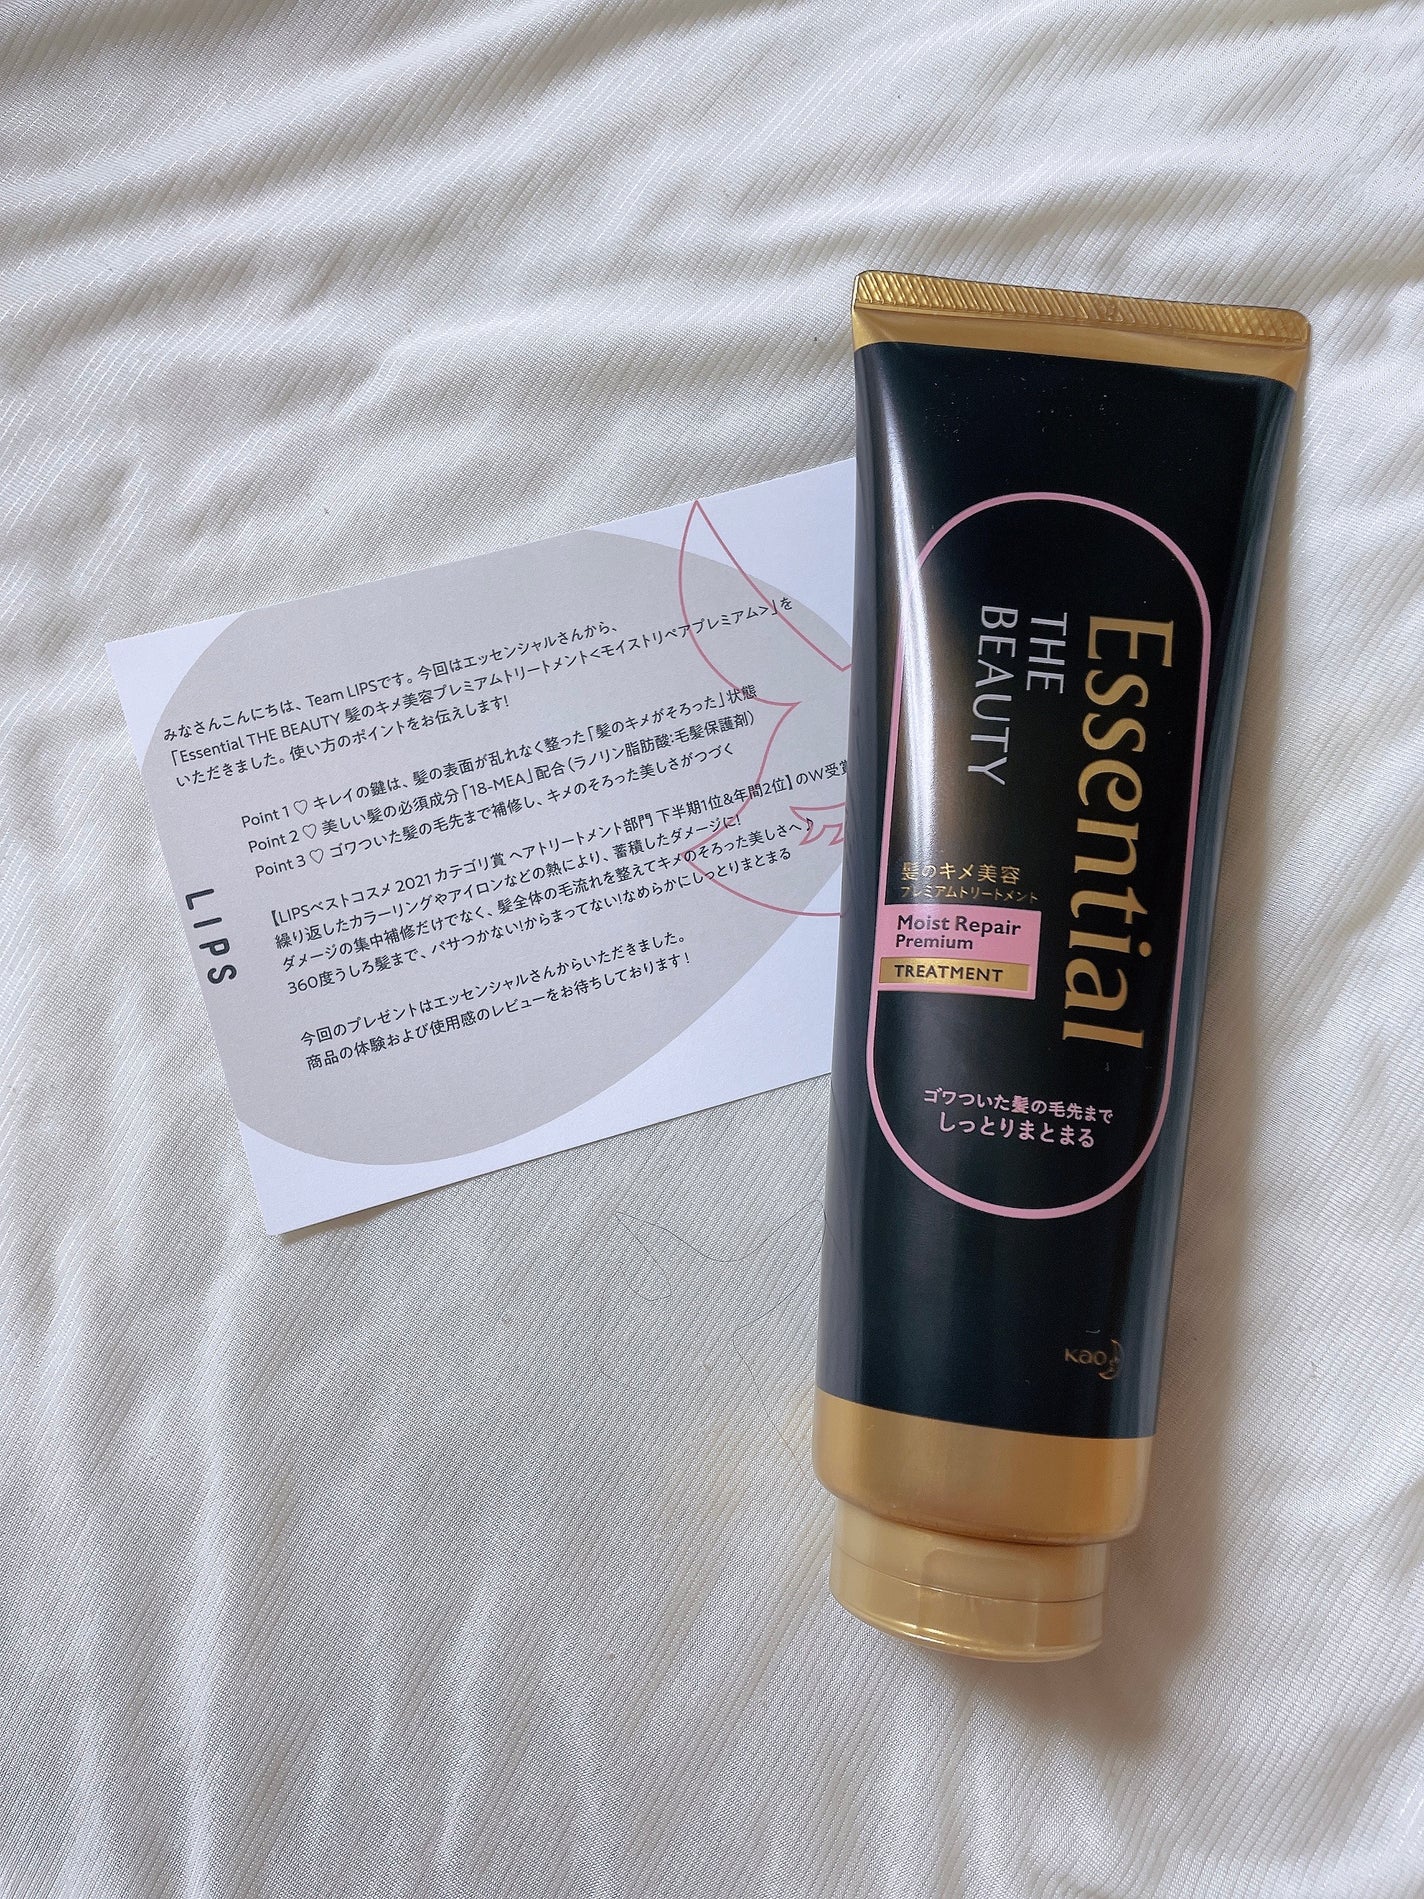 みなさんこんにちは、Team LIPSです。今回はエッセンシャルさんから、
「Essential THE BEAUTY 髪のキメ美容プレミアムトリートメント<モイストリペアプレミアム>」を
いただきました。使い方のポイントをお伝えします!
Point 1 ♡ キレイの鍵は、髪の表面が乱れなく整った「髪のキメがそろった」状態
Point 2 ♡ 美しい髪の必須成分「18-MEA」配合(ラノリン脂肪酸:毛髪保護剤)
Point 3 ♡ ゴワついた髪の毛先まで補修し、キメのそろった美しさがつづく
【LIPSベストコスメ 2021 カテゴリ賞 ヘアトリートメント部門 下半期1位&年間2位】のW受賞
繰り返したカラーリングやアイロンなどの熱により、蓄積したダメージに!
ダメージの集中補修だけでなく、髪全体の毛流れを整えてキメのそろった美しさへ♪
360度うしろ髪まで、パサつかない!からまってない!なめらかにしっとりまとまる
今回のプレゼントはエッセンシャルさんからいただきました。
商品の体験および使用感のレビューをお待ちしております!
LIPS
Essential
THE
BEAUTY
髪のキメ美容
プレミアムトリートメント
Moist Repair
Premium
TREATMENT
ゴワついた髪の毛先まで
しっとりまとまる
Kao